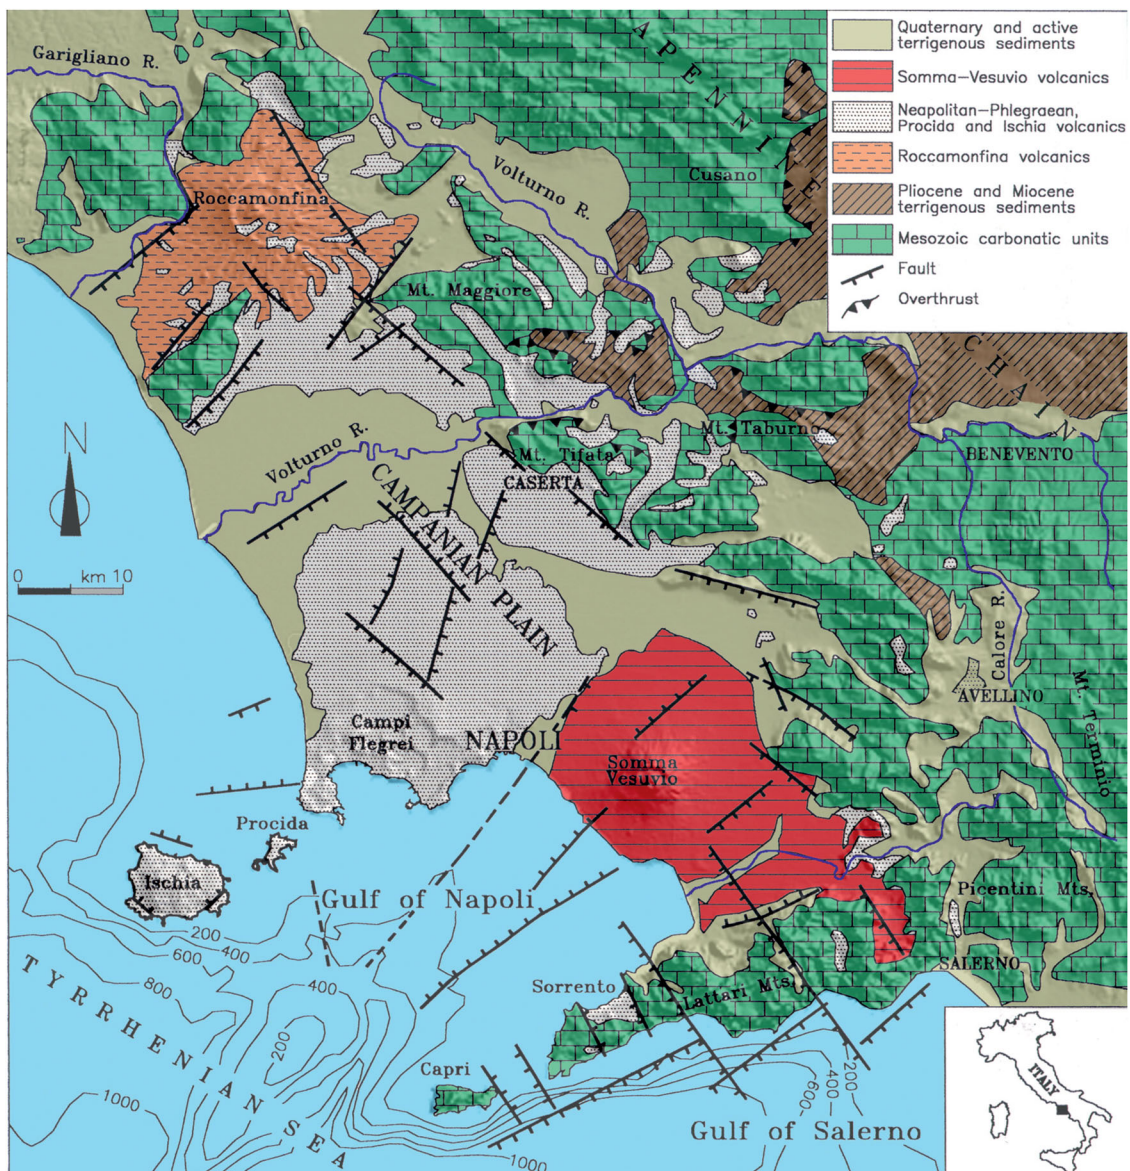 Garigliano R.
APENNINE
CHAIN
Quaternary and active
terrigenous sediments
Somma-Vesuvio volcanics
Neapolitan-Phlegraean,
Procida and Ischia volcanics
Roccamonfina volcanics
Pliocene and Miocene
terrigenous sediments
Mesozoic carbonatic units
Fault
Overthrust
Volturno R.
Cusano
Roccamonfina
Mt. Maggiore
Mt. Taburno
Mt. Tifata
BENEVENTO
CASERTA
Volturno R.
N
CAMPANIAN PLAIN
0 km 10
Calore R.
AVELLINO
Mt. Terminio
Campi
Flegrei
NAPOLI
Somma
Vesuvio
Procida
Ischia
Gulf of Napoli
Picentini Mts.
SALERNO
200
400
600
800
400
200
1000
TYRRHENIAN SEA
Sorrento
Lattari Mts.
Capri
200
400
600
1000
Gulf of Salerno
ITALY